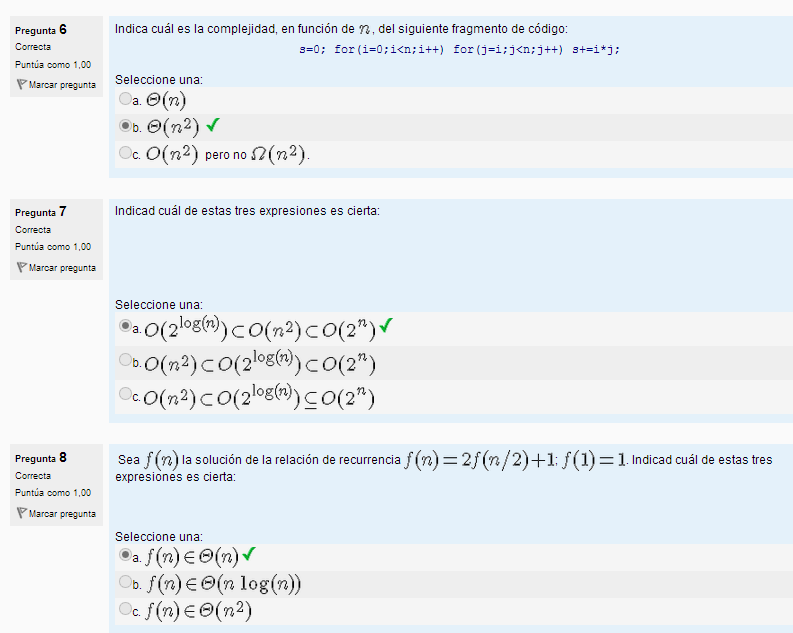 Pregunta 6
Correcta
Puntúa como 1,00
Marcar pregunta
Indica cuál es la complejidad, en función de n, del siguiente fragmento de código:
s=0; for(i=0;i<n;i++) for(j=i;j<n;j++) s+=i*j;
Seleccione una:
a. Θ(n)
b. Θ(n²) ✓
c. O(n²) pero no Ω(n²).
Pregunta 7
Correcta
Puntúa como 1,00
Marcar pregunta
Indicad cuál de estas tres expresiones es cierta:
Seleccione una:
a. O(2^log(n)) ⊂ O(n²) ⊂ O(2^n) ✓
b. O(n²) ⊂ O(2^log(n)) ⊂ O(2^n)
c. O(n²) ⊂ O(2^log(n)) ⊆ O(2^n)
Pregunta 8
Correcta
Puntúa como 1,00
Marcar pregunta
Sea f(n) la solución de la relación de recurrencia f(n)=2f(n/2)+1; f(1)=1. Indicad cuál de estas tres
expresiones es cierta:
Seleccione una:
a. f(n)∈Θ(n) ✓
b. f(n)∈Θ(n log(n))
c. f(n)∈Θ(n²)